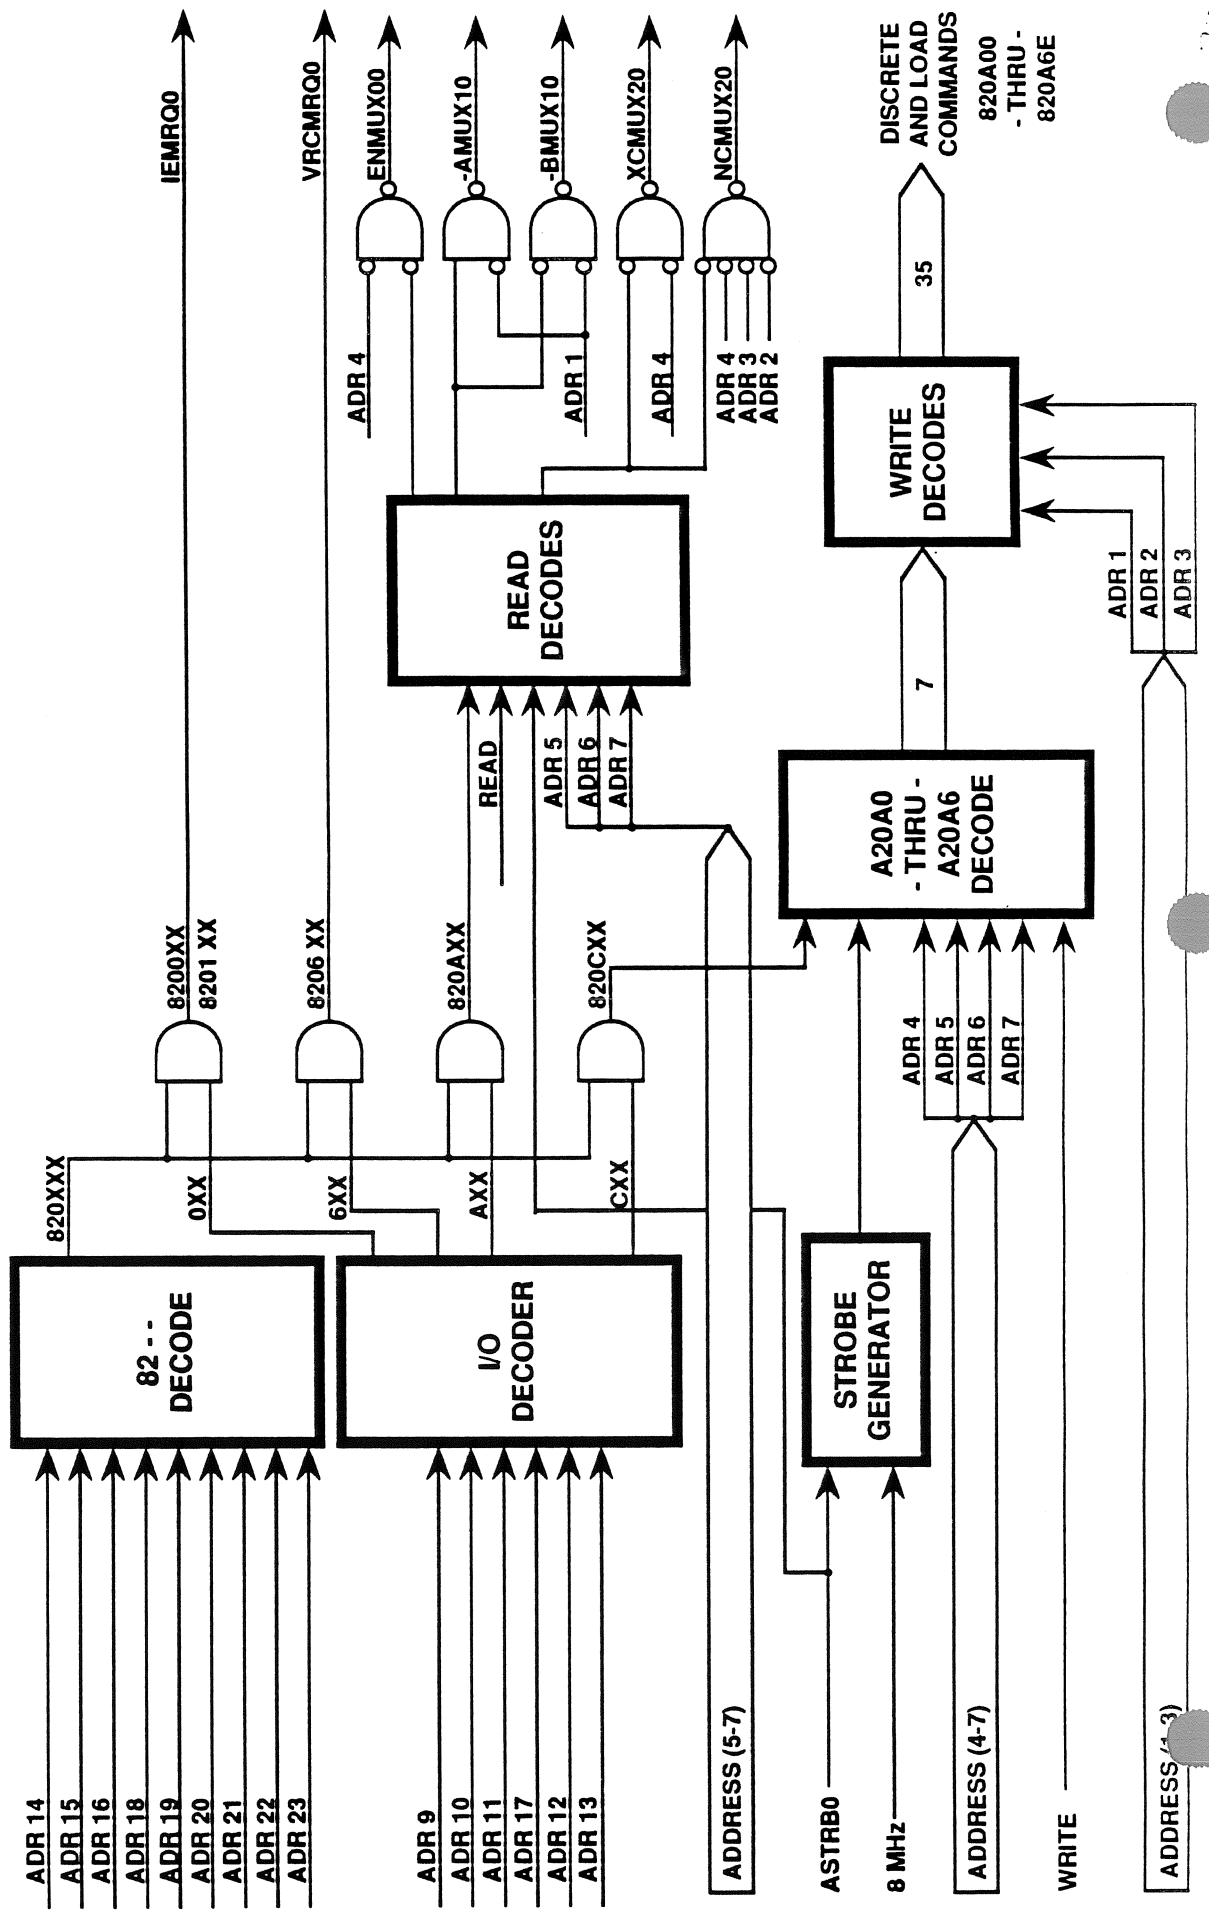 ADR 14
ADR 15
ADR 16
ADR 18
ADR 19
ADR 20
ADR 21
ADR 22
ADR 23
82 - -
DECODE
820XXX
8200XX
8201 XX
IEMRQ0
8206 XX
VRCMRQ0
ADR 9
ADR 10
ADR 11
ADR 17
ADR 12
ADR 13
I/O
DECODER
0XX
6XX
AXX
CXX
820AXX
820CXX
READ
ADR 5
ADR 6
ADR 7
READ
DECODES
ADR 4
ADR 1
ADR 4
ADR 4
ADR 3
ADR 2
ENMUX00
-AMUX10
-BMUX10
XCMUX20
NCMUX20
ADDRESS (5-7)
ASTRB0
8 MHz
STROBE
GENERATOR
ADDRESS (4-7)
ADR 4
ADR 5
ADR 6
ADR 7
WRITE
A20A0
- THRU -
A20A6
DECODE
7
WRITE
DECODES
35
DISCRETE
AND LOAD
COMMANDS
820A00
- THRU -
820A6E
ADDRESS (1-3)
ADR 1
ADR 2
ADR 3